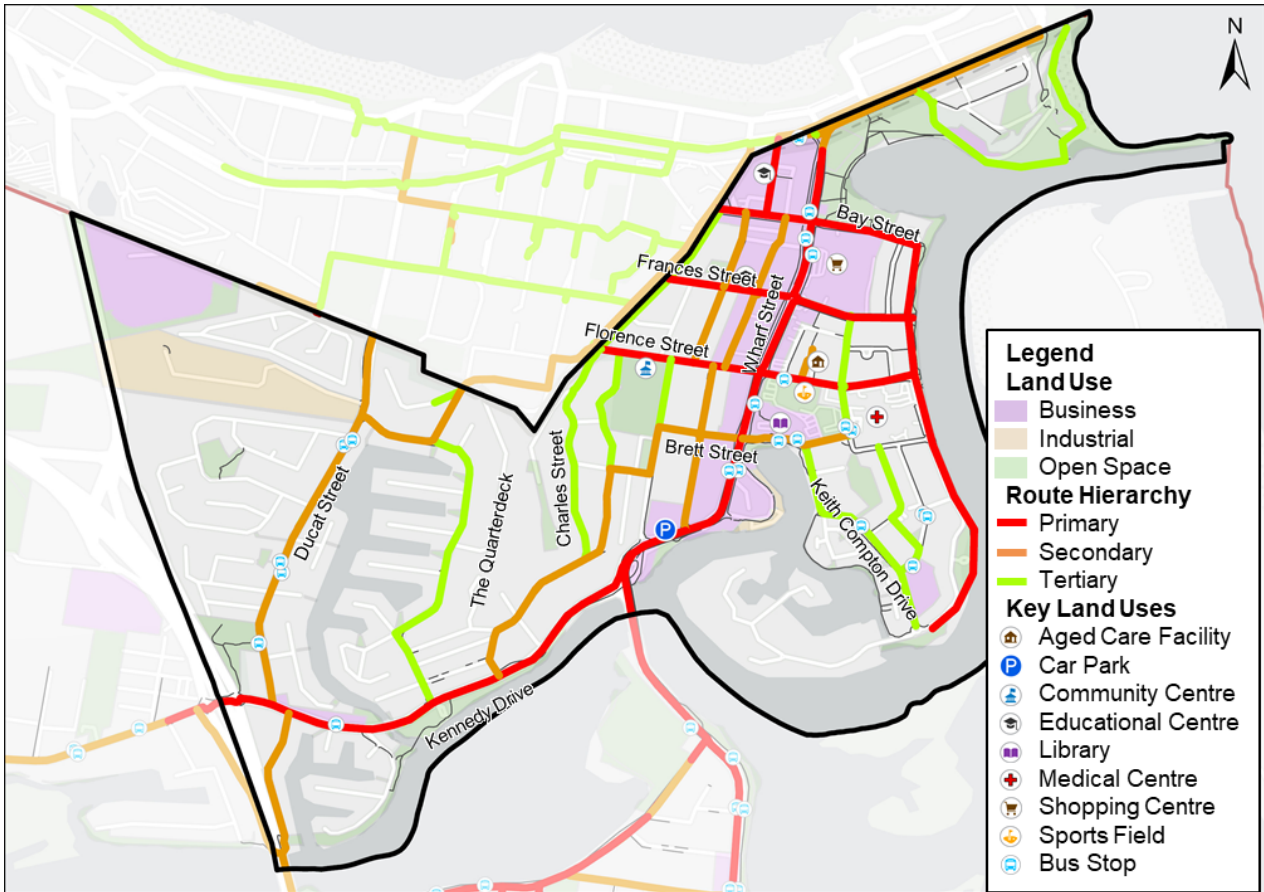 N
Bay Street
Frances Street
Wharf Street
Florence Street
Brett Street
Charles Street
The Quarterdeck
Ducat Street
Keith Compton Drive
Kennedy Drive
P
Legend
Land Use
Business
Industrial
Open Space
Route Hierarchy
Primary
Secondary
Tertiary
Key Land Uses
Aged Care Facility
P Car Park
Community Centre
Educational Centre
Library
Medical Centre
Shopping Centre
Sports Field
Bus Stop